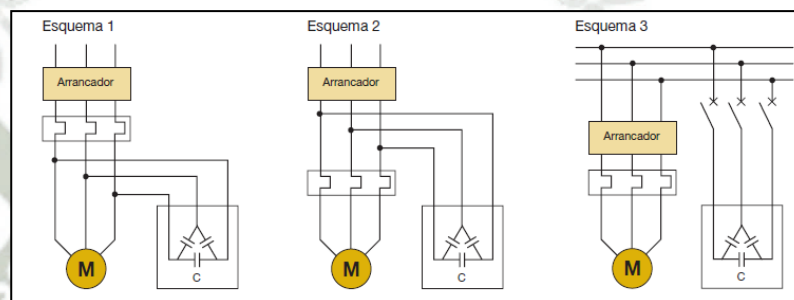 Esquema 1
Arrancador
M
C
Esquema 2
Arrancador
M
C
Esquema 3
Arrancador
M
C